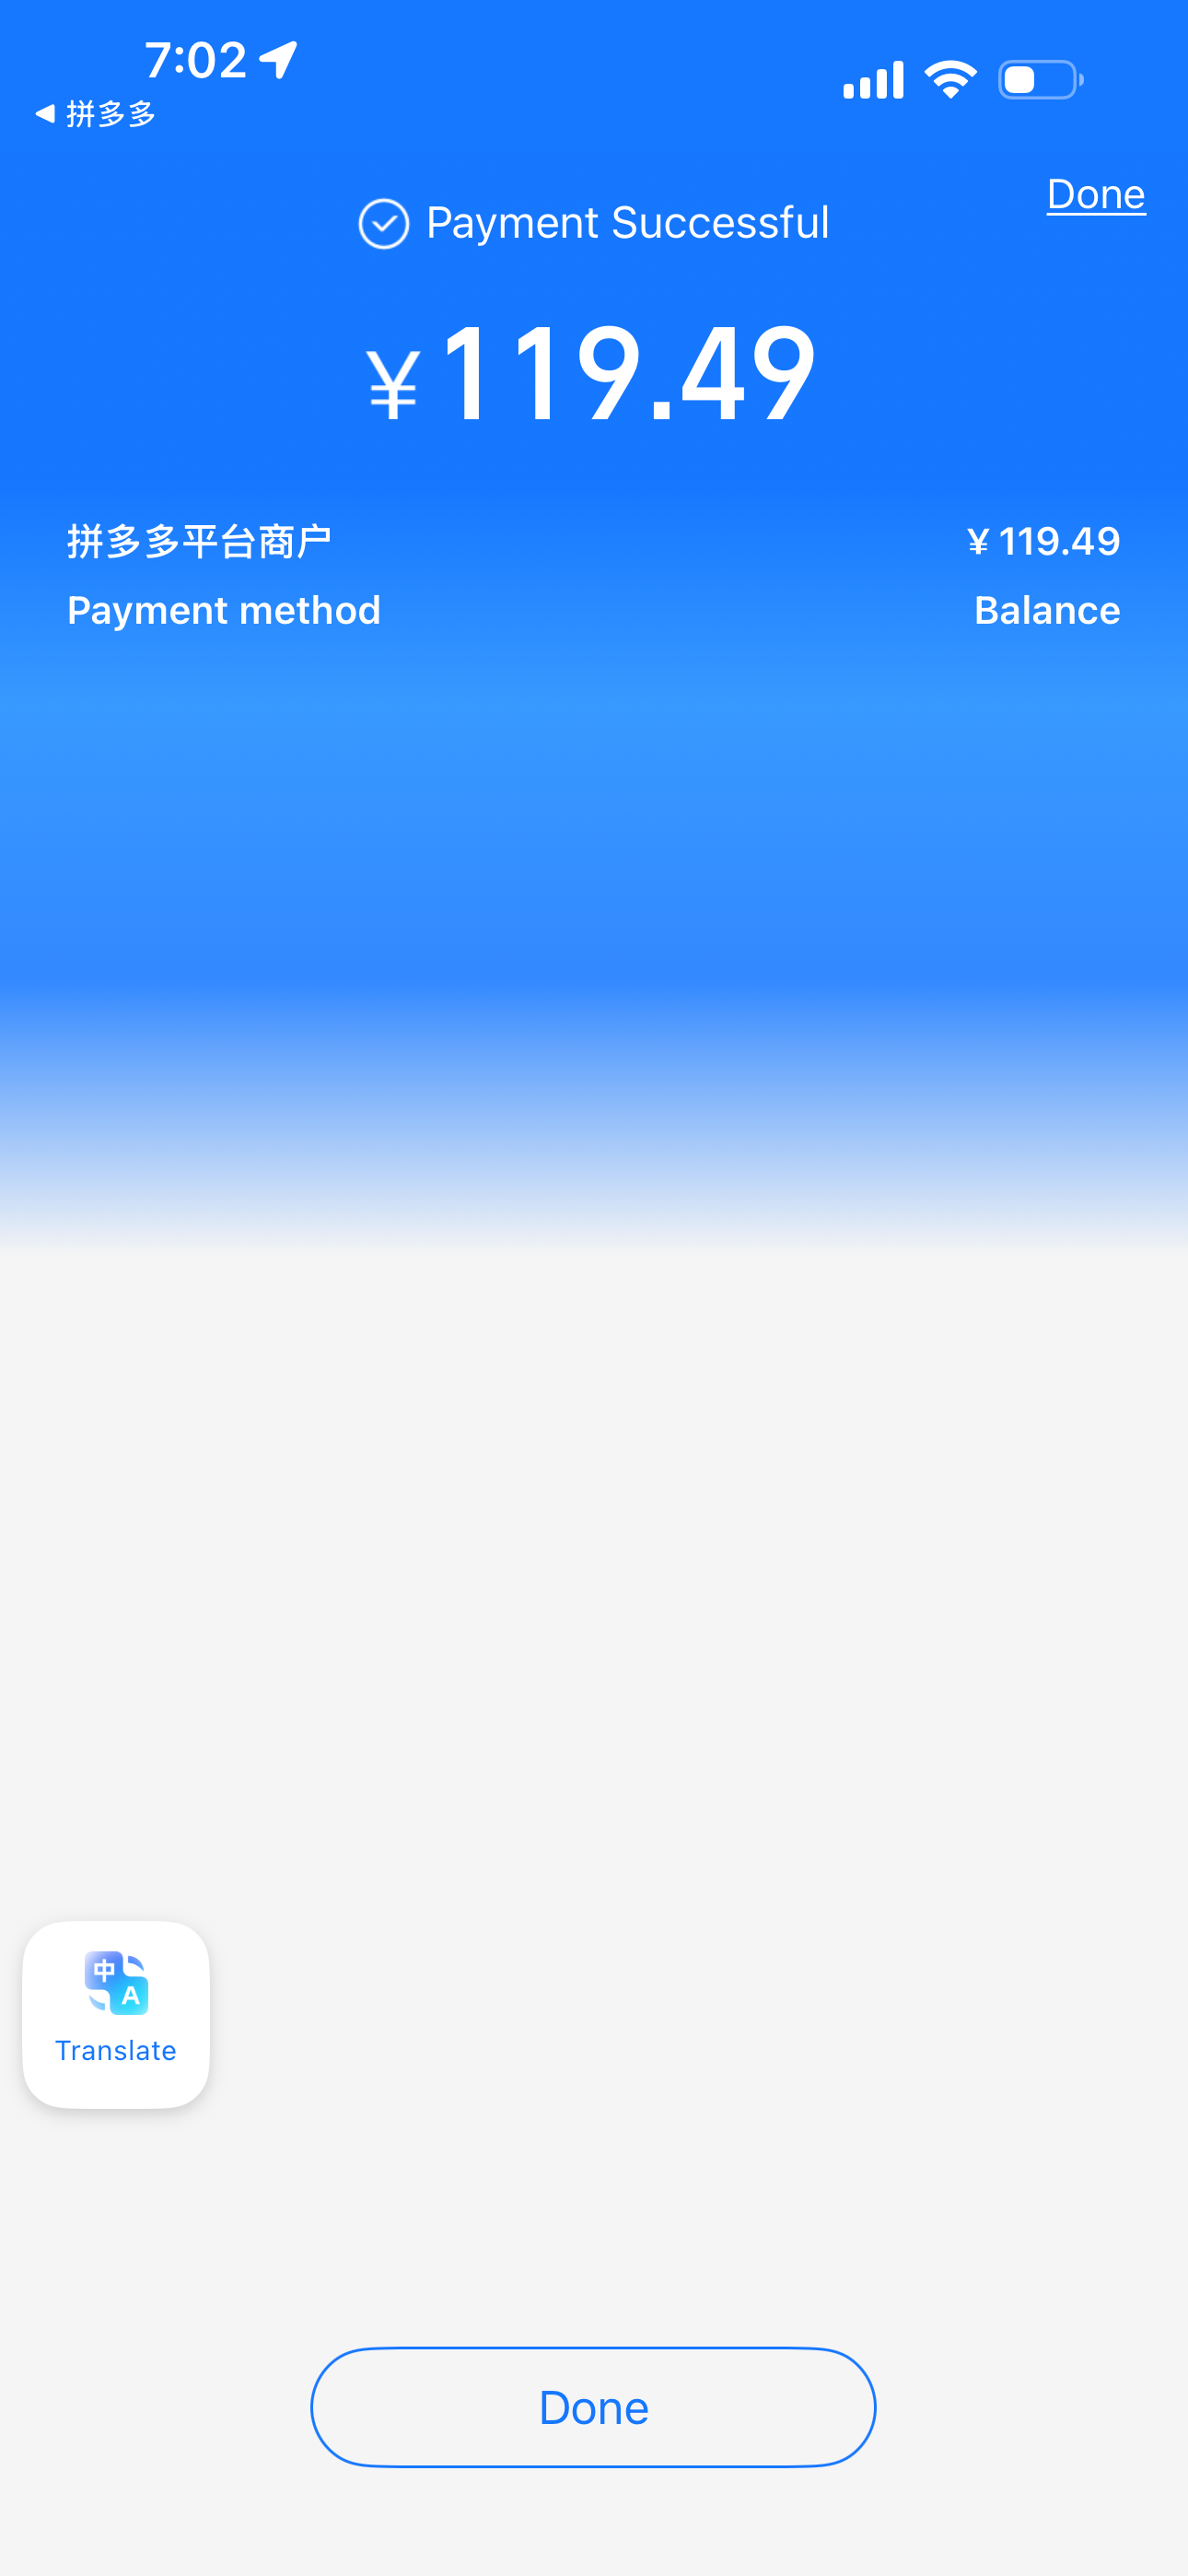 7:02
拼多多
Done
Payment Successful
¥119.49
拼多多平台商户 ¥119.49
Payment method Balance
中 A
Translate
Done